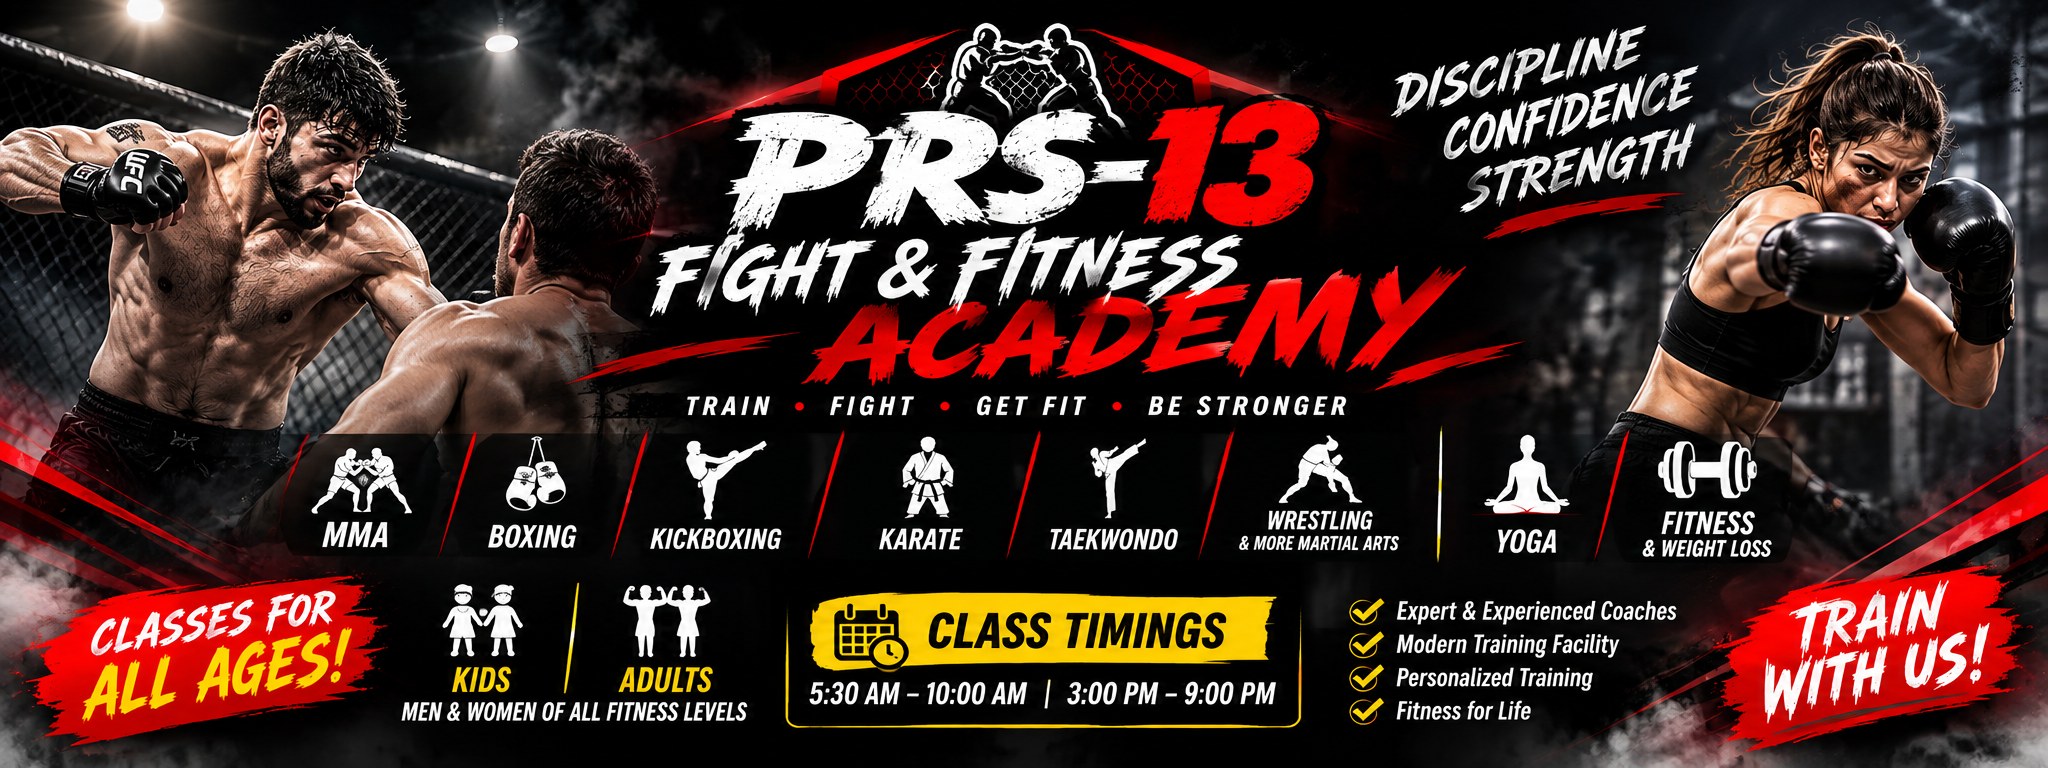 PRS-13
FIGHT & FITNESS
ACADEMY
TRAIN • FIGHT • GET FIT • BE STRONGER
DISCIPLINE
CONFIDENCE
STRENGTH
UFC
MMA
BOXING
KICKBOXING
KARATE
TAEKWONDO
WRESTLING
& MORE MARTIAL ARTS
YOGA
FITNESS
& WEIGHT LOSS
CLASSES FOR
ALL AGES!
KIDS
ADULTS
MEN & WOMEN OF ALL FITNESS LEVELS
CLASS TIMINGS
5:30 AM – 10:00 AM | 3:00 PM – 9:00 PM
Expert & Experienced Coaches
Modern Training Facility
Personalized Training
Fitness for Life
TRAIN
WITH US!